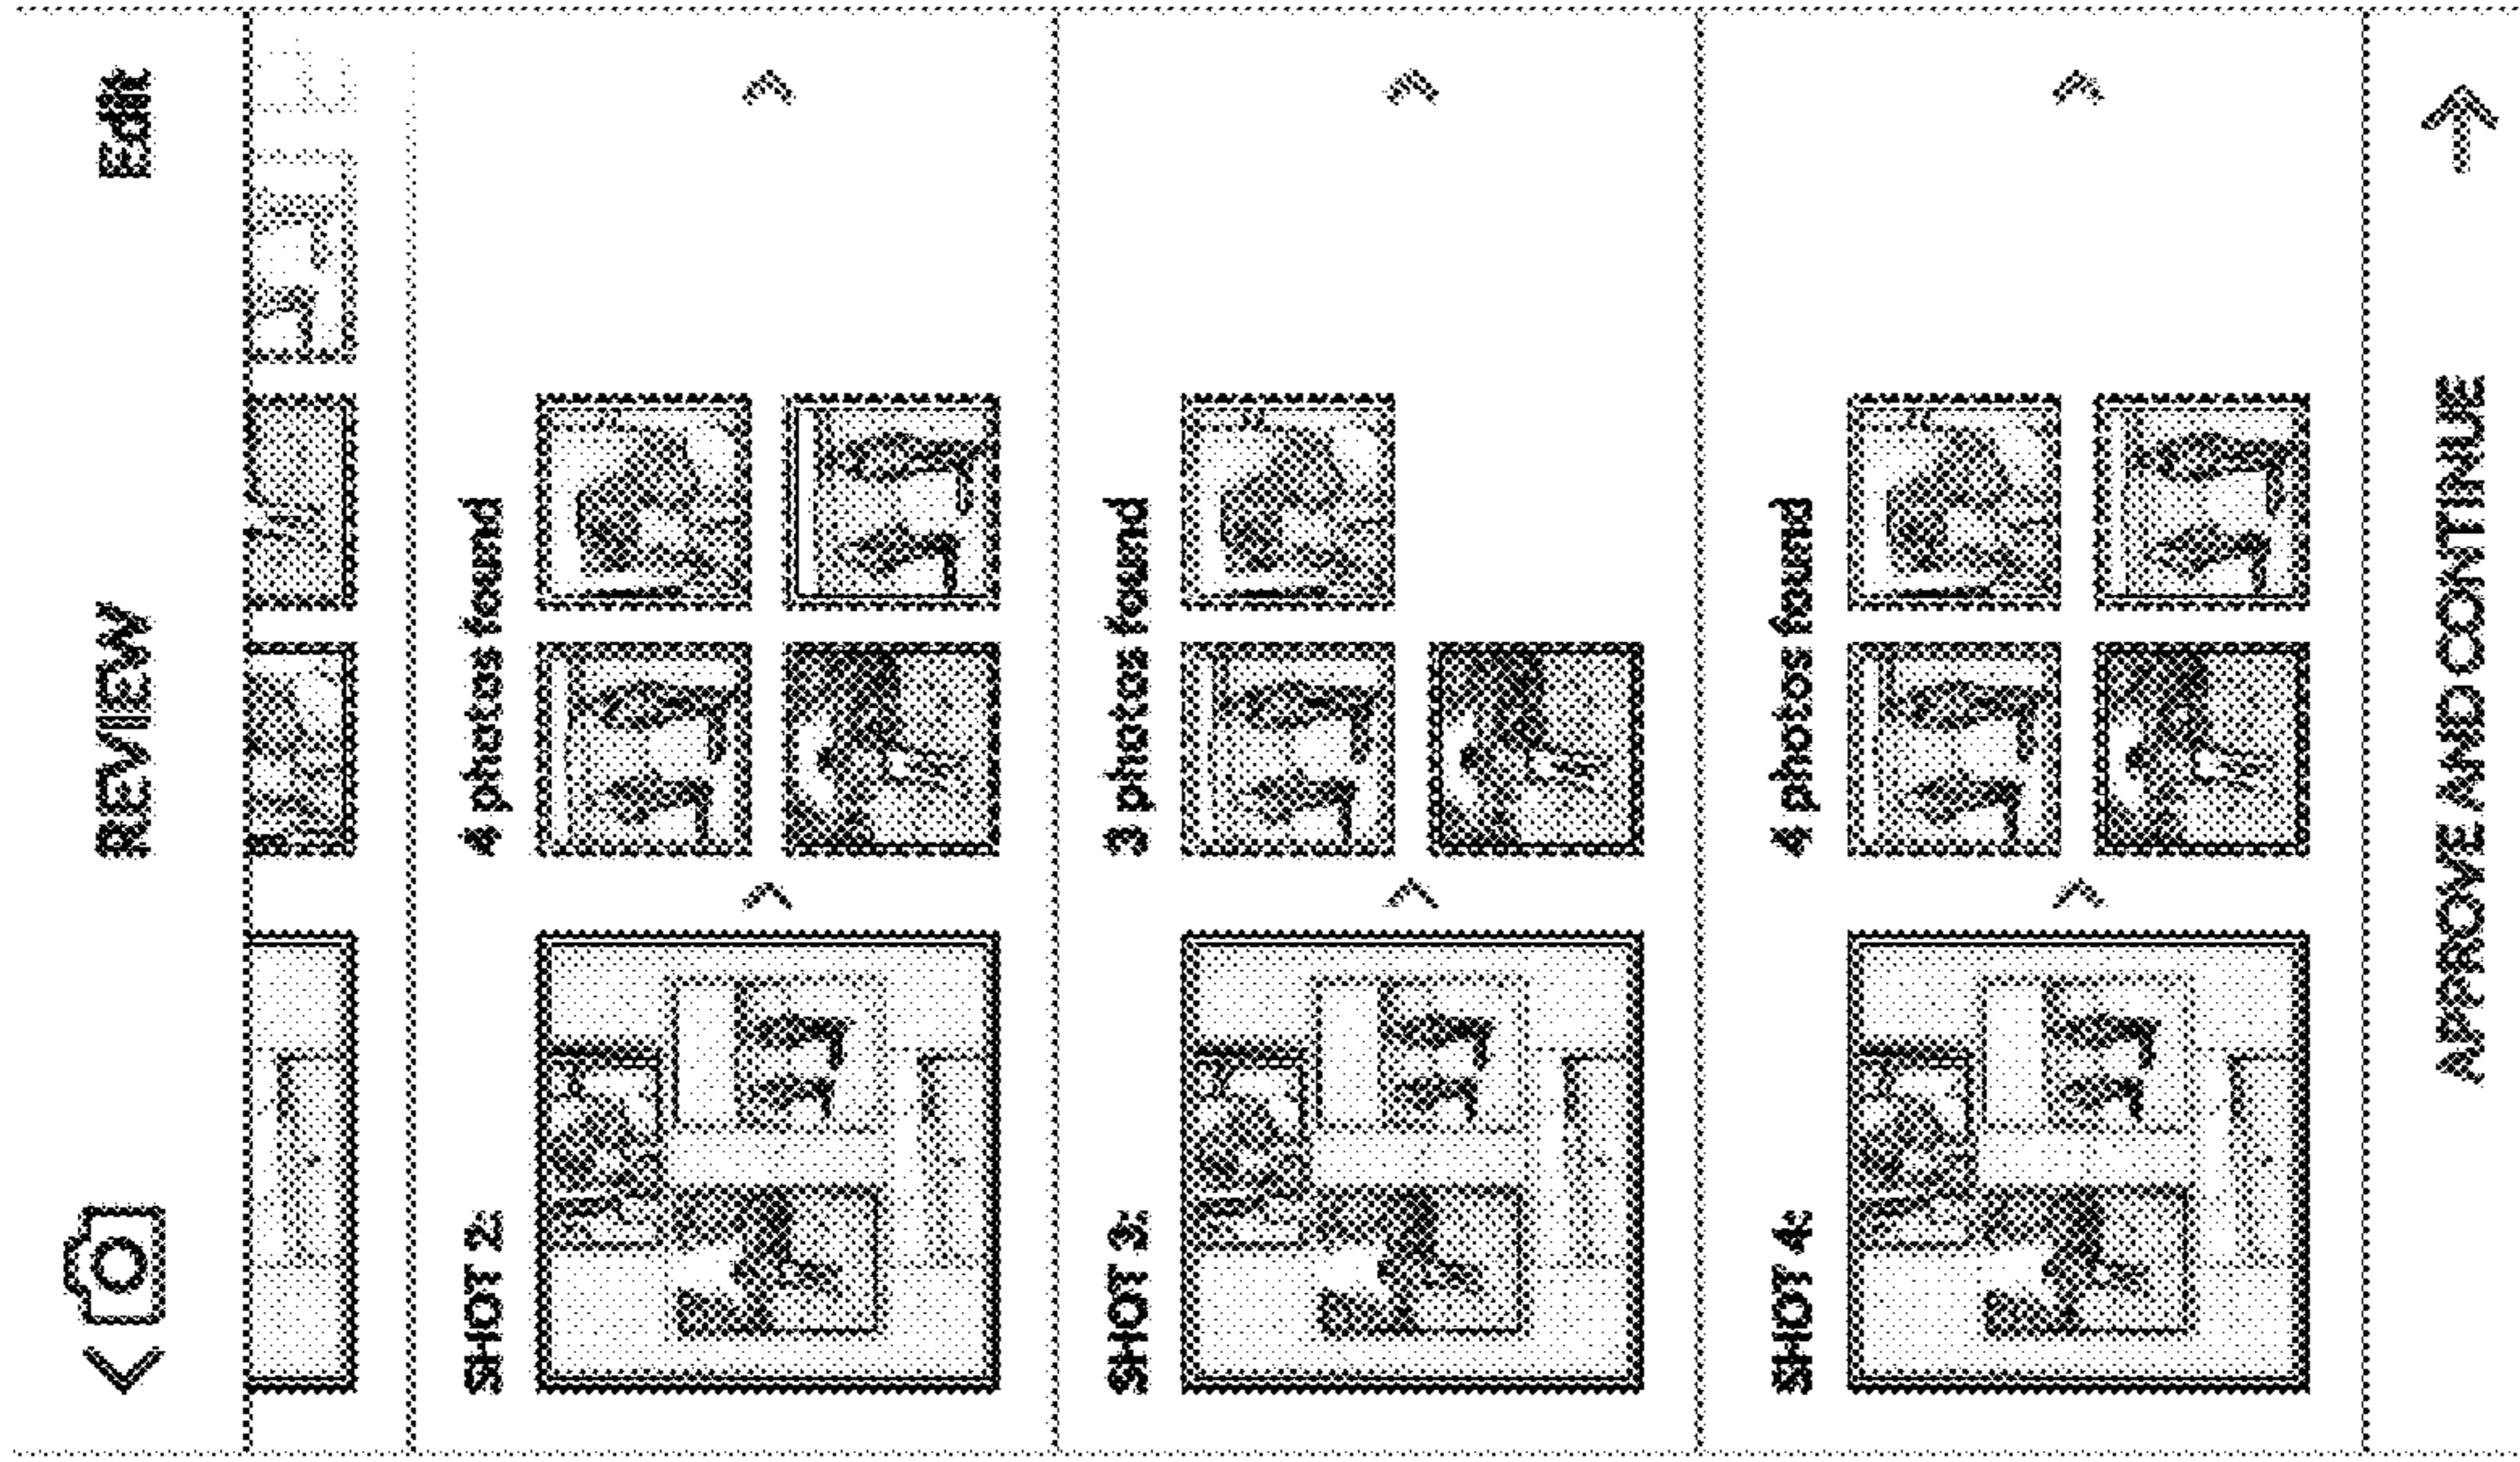 REVIEW
Edit
SHOT 2:
4 photos found
SHOT 3:
3 photos found
SHOT 4:
4 photos found
APPROVE AND CONTINUE